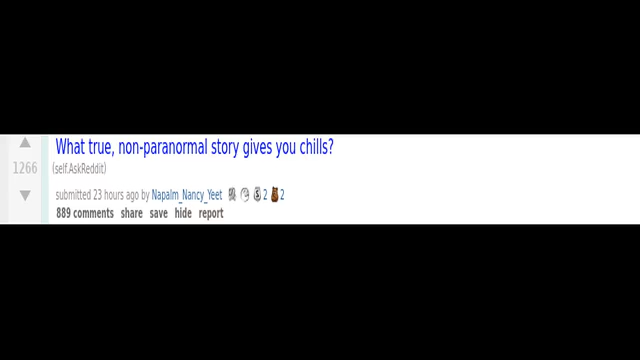 What true, non-paranormal story gives you chills?
1266 (self.AskReddit)
submitted 23 hours ago by Napalm_Nancy_Yeet 2 2
889 comments share save hide report